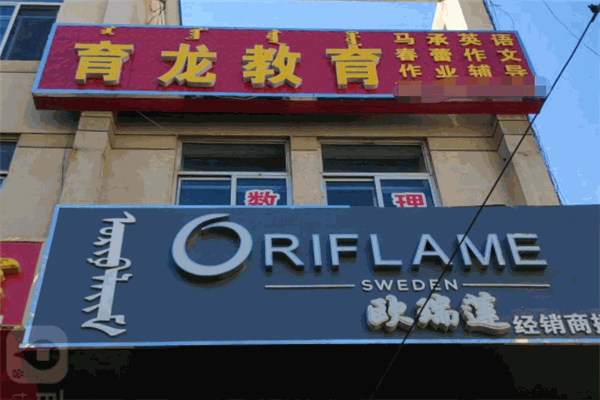 育龙教育
马承英语
春蕾作文
作业辅导
数 理
ORIFLAME
SWEDEN
欧瑞莲
经销商